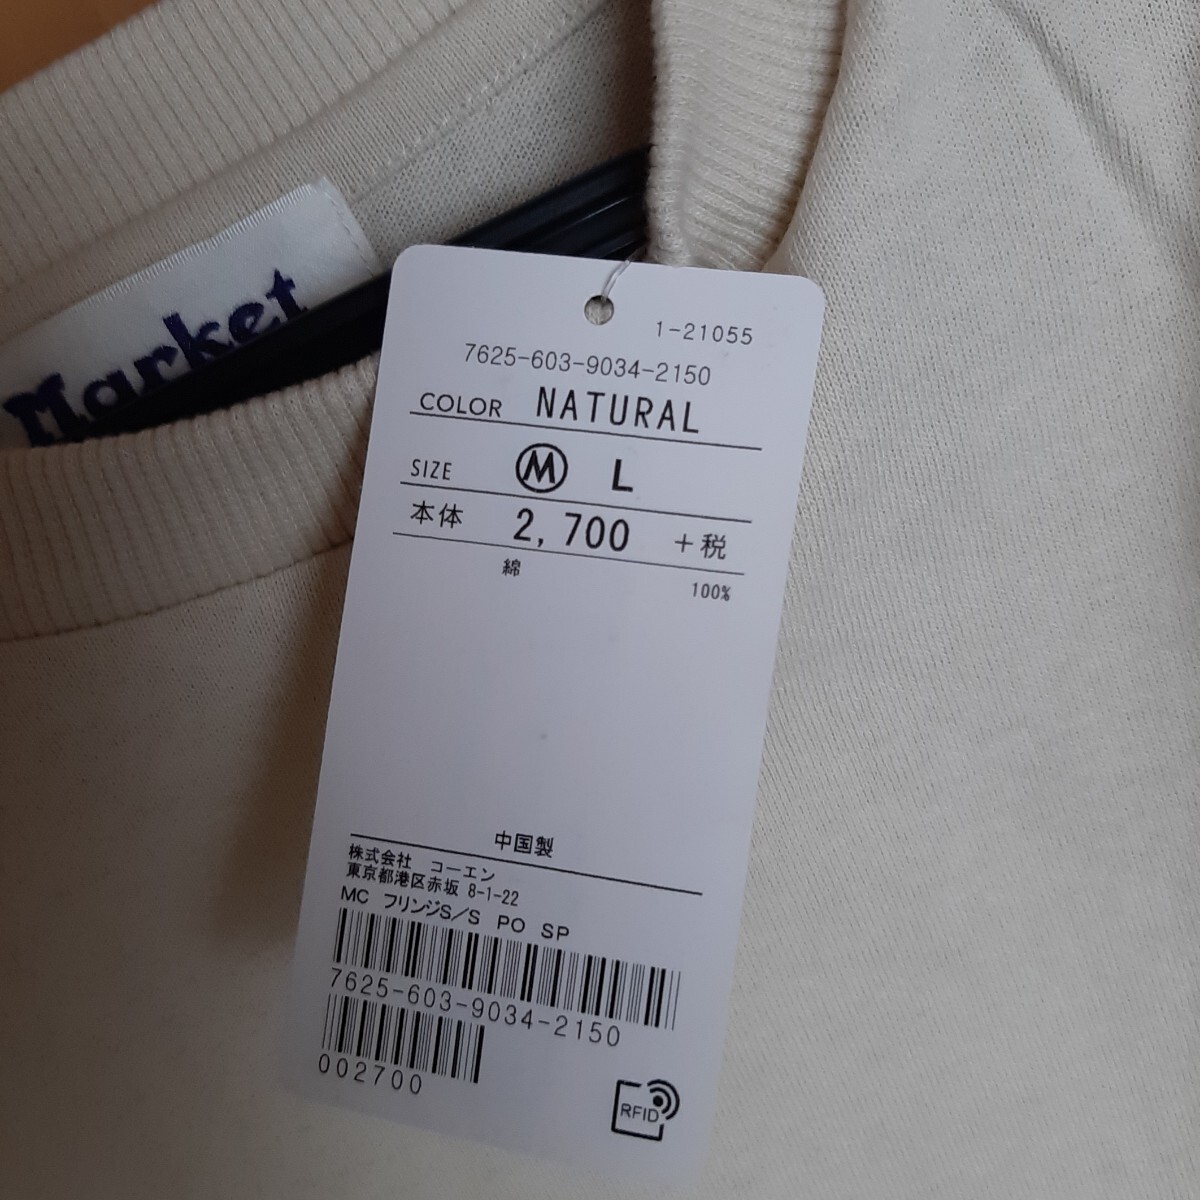 Market
1-21055
7625-603-9034-2150
COLOR NATURAL
SIZE Ⓜ L
本体 2,700 +税
綿 100%
中国製
株式会社 コーエン
東京都港区赤坂 8-1-22
MC フリンジS/S PO SP
7625-603-9034-2150
002700
RFID